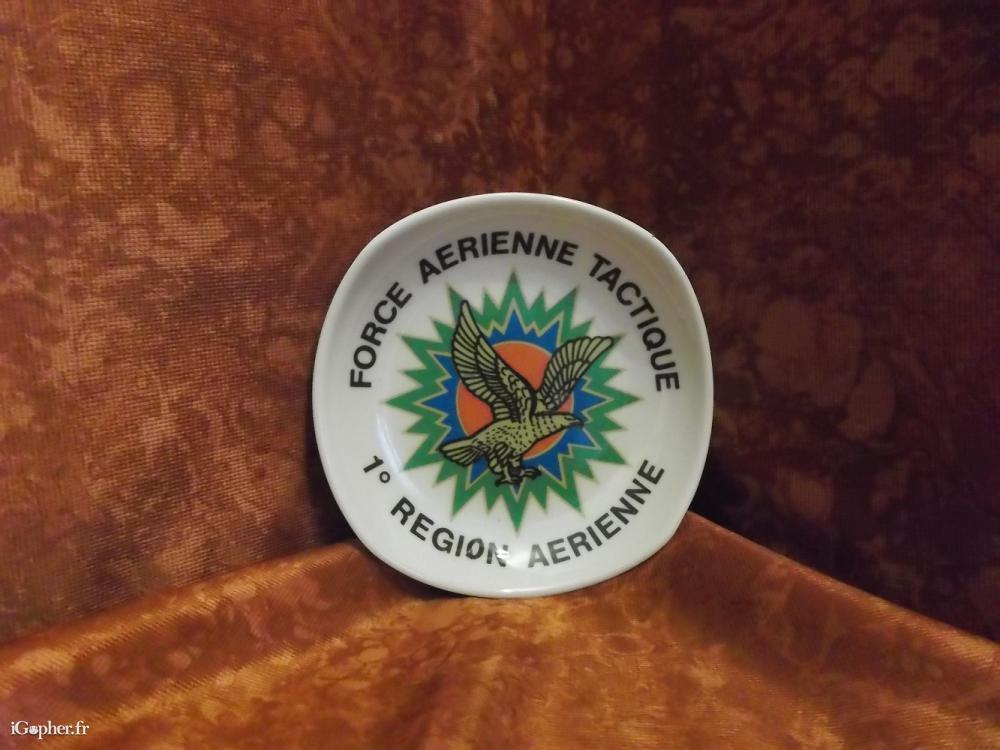 FORCE AERIENNE TACTIQUE
1° REGION AERIENNE
iGopher.fr